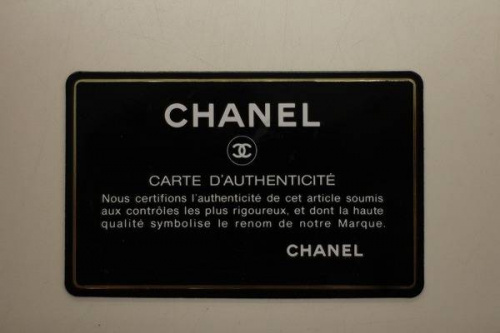 CHANEL
CARTE D'AUTHENTICITÉ
Nous certifions l'authenticité de cet article soumis
aux contrôles les plus rigoureux, et dont la haute
qualité symbolise le renom de notre Marque.
CHANEL